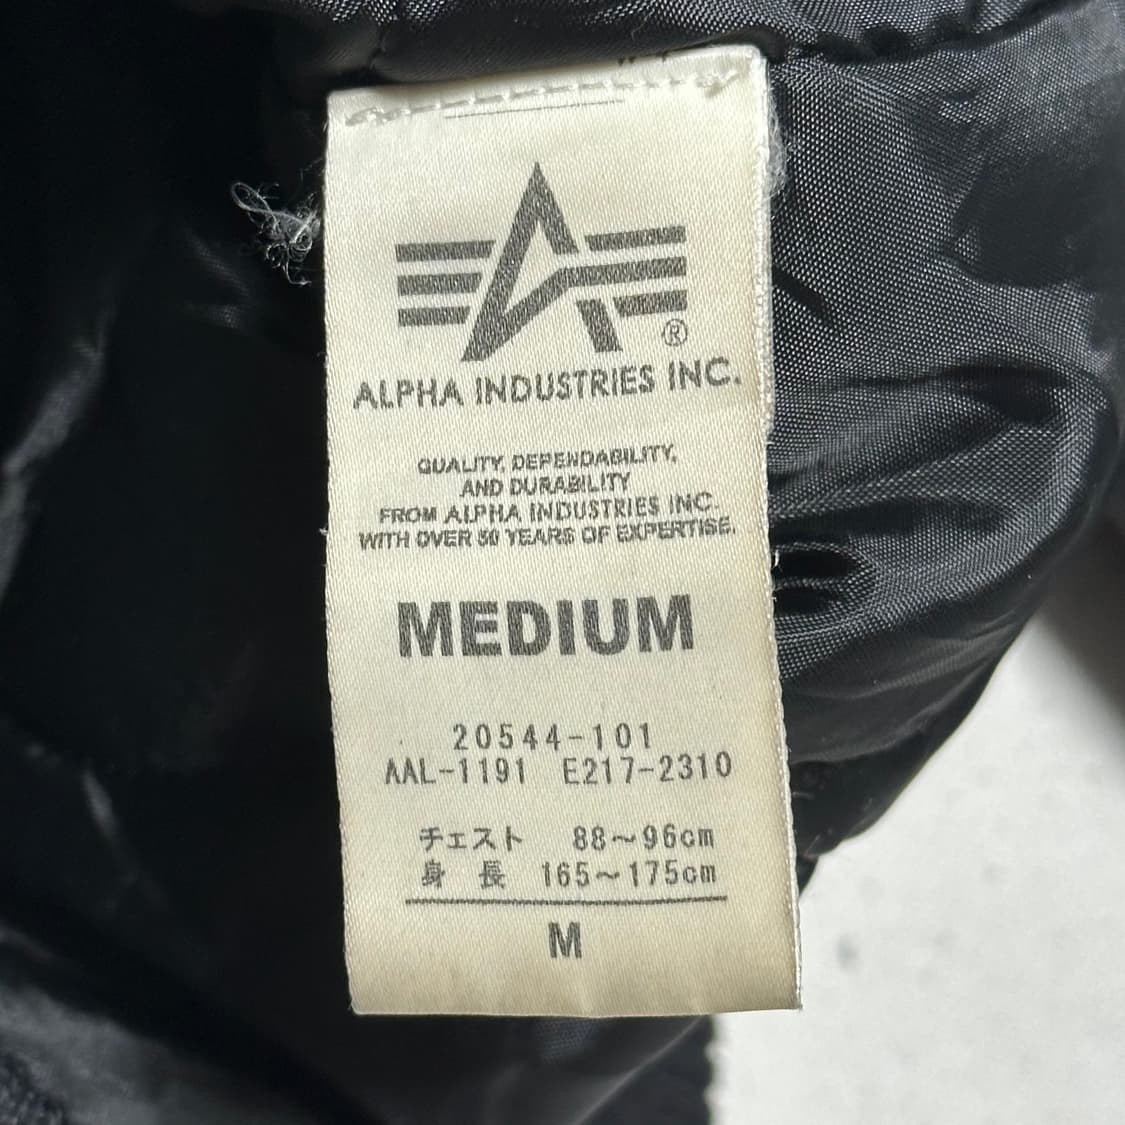 ®
ALPHA INDUSTRIES INC.
QUALITY, DEPENDABILITY,
AND DURABILITY
FROM ALPHA INDUSTRIES INC.
WITH OVER 50 YEARS OF EXPERTISE.
MEDIUM
20544-101
AAL-1191 E217-2310
チェスト 88～96cm
身長 165～175cm
M